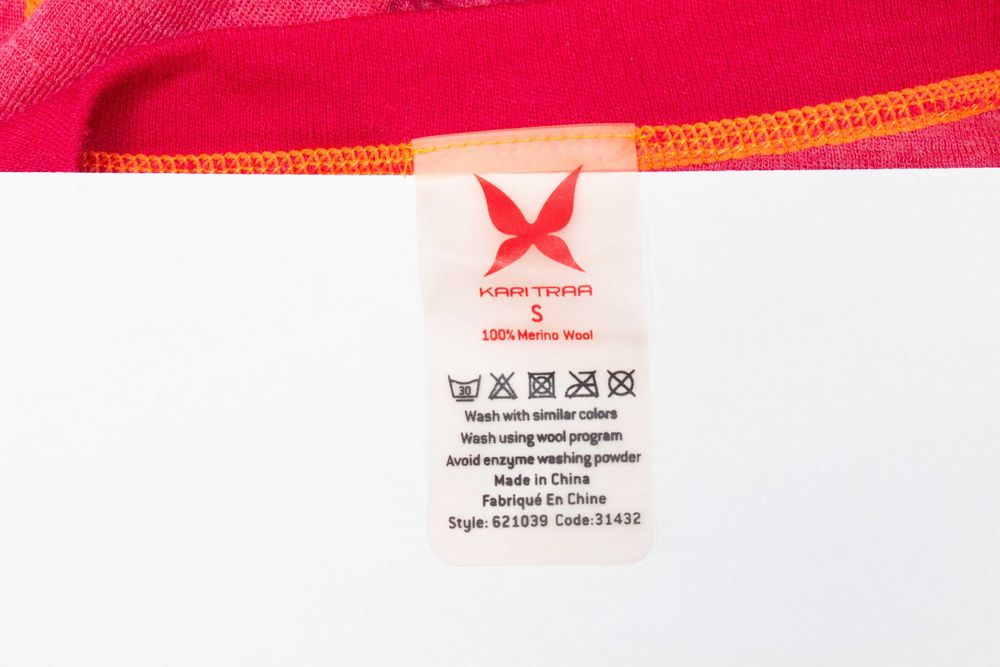 KARI TRAA
S
100% Merino Wool
30
Wash with similar colors
Wash using wool program
Avoid enzyme washing powder
Made in China
Fabriqué En Chine
Style: 621039 Code:31432